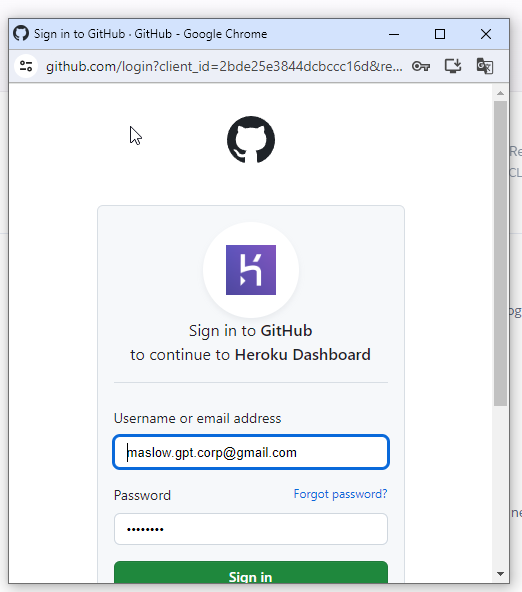 Sign in to GitHub · GitHub - Google Chrome
github.com/login?client_id=2bde25e3844dcbccc16d&re...
Sign in to GitHub
to continue to Heroku Dashboard
Username or email address
maslow.gpt.corp@gmail.com
Password
Forgot password?
••••••••
Sign in